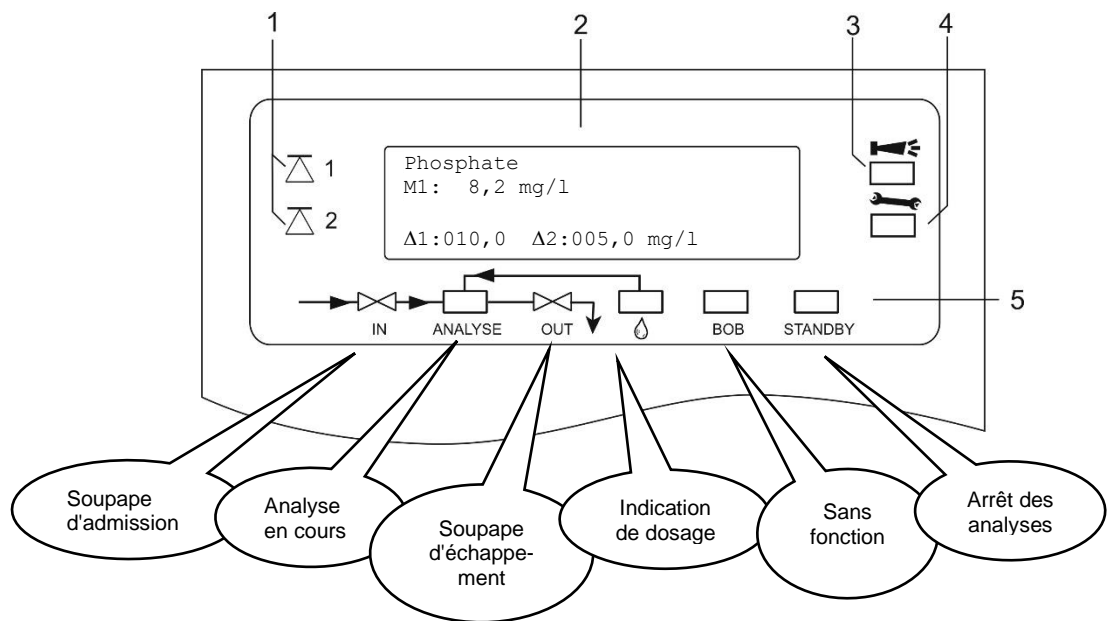 1
2
3
4
1
2
Phosphate
M1: 8,2 mg/l
Δ1:010,0 Δ2:005,0 mg/l
5
IN
ANALYSE
OUT
BOB
STANDBY
Soupape
d'admission
Analyse
en cours
Soupape
d'échappe-
ment
Indication
de dosage
Sans
fonction
Arrêt des
analyses